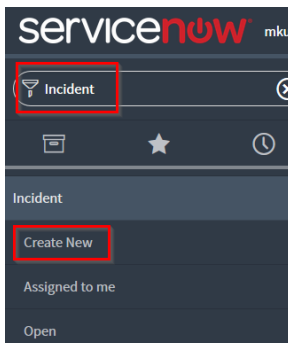 servicenow mku
Incident
Incident
Create New
Assigned to me
Open